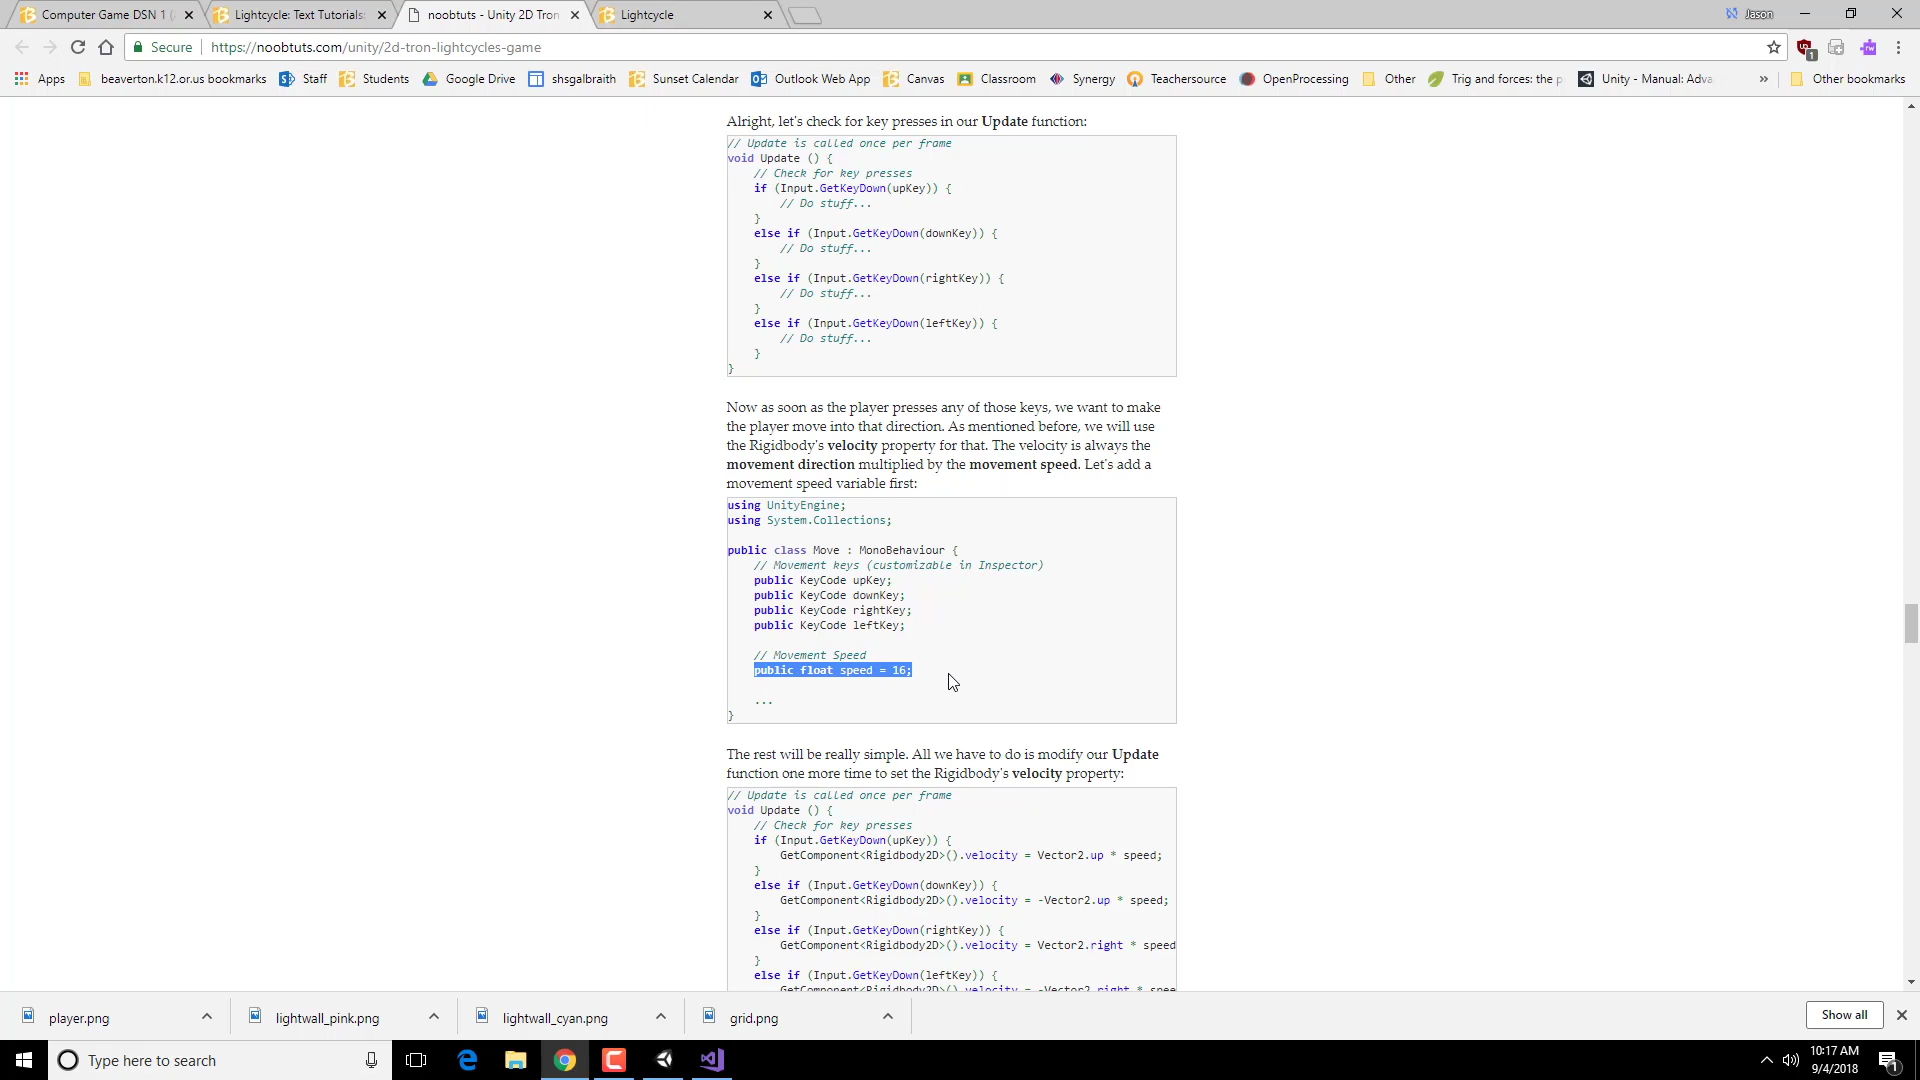 Computer Game DSN 1 (
Lightcycle: Text Tutorials:
noobtuts - Unity 2D Tron
Lightcycle
Jason
Secure
https://noobtuts.com/unity/2d-tron-lightcycles-game
Apps
beaverton.k12.or.us bookmarks
Staff
Students
Google Drive
shsgalbraith
Sunset Calendar
Outlook Web App
Canvas
Classroom
Synergy
Teachersource
OpenProcessing
Other
Trig and forces: the p
Unity - Manual: Adva
»
Other bookmarks
Alright, let's check for key presses in our Update function:
// Update is called once per frame
void Update () {
// Check for key presses
if (Input.GetKeyDown(upKey)) {
// Do stuff...
}
else if (Input.GetKeyDown(downKey)) {
// Do stuff...
}
else if (Input.GetKeyDown(rightKey)) {
// Do stuff...
}
else if (Input.GetKeyDown(leftKey)) {
// Do stuff...
}
}
Now as soon as the player presses any of those keys, we want to make
the player move into that direction. As mentioned before, we will use
the Rigidbody's velocity property for that. The velocity is always the
movement direction multiplied by the movement speed. Let's add a
movement speed variable first:
using UnityEngine;
using System.Collections;
public class Move : MonoBehaviour {
// Movement keys (customizable in Inspector)
public KeyCode upKey;
public KeyCode downKey;
public KeyCode rightKey;
public KeyCode leftKey;
// Movement Speed
public float speed = 16;
...
}
The rest will be really simple. All we have to do is modify our Update
function one more time to set the Rigidbody's velocity property:
// Update is called once per frame
void Update () {
// Check for key presses
if (Input.GetKeyDown(upKey)) {
GetComponent<Rigidbody2D>().velocity = Vector2.up * speed;
}
else if (Input.GetKeyDown(downKey)) {
GetComponent<Rigidbody2D>().velocity = -Vector2.up * speed;
}
else if (Input.GetKeyDown(rightKey)) {
GetComponent<Rigidbody2D>().velocity = Vector2.right * speed
}
else if (Input.GetKeyDown(leftKey)) {
GetComponent<Rigidbody2D>().velocity = -Vector2.right * spee
player.png
lightwall_pink.png
lightwall_cyan.png
grid.png
Show all
Type here to search
10:17 AM
9/4/2018
1